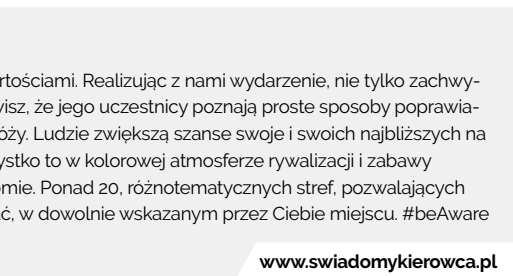 rtościami. Realizując z nami wydarzenie, nie tylko zachwy-
visz, że jego uczestnicy poznają proste sposoby poprawia-
óży. Ludzie zwiększą szanse swoje i swoich najbliższych na
ystko to w kolorowej atmosferze rywalizacji i zabawy
omie. Ponad 20, różnotematycznych stref, pozwalających
ać, w dowolnie wskazanym przez Ciebie miejscu. #beAware
www.swiadomykierowca.pl